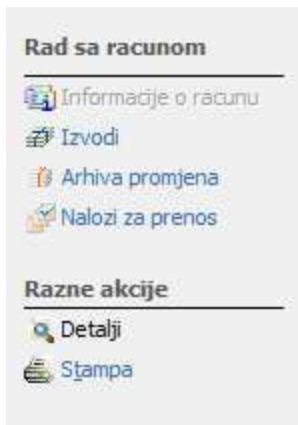 Rad sa racunom
Informacije o racunu
Izvodi
Arhiva promjena
Nalozi za prenos
Razne akcije
Detalji
Stampa